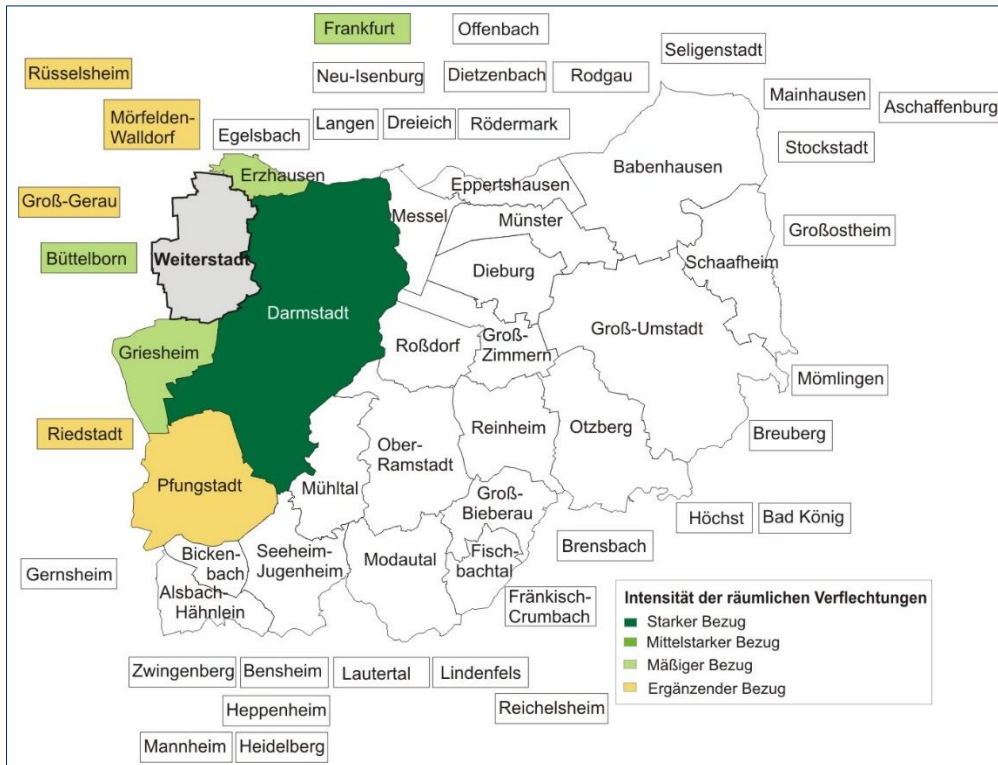 Frankfurt
Offenbach
Seligenstadt
Rüsselsheim
Neu-Isenburg
Dietzenbach
Rodgau
Mainhausen
Aschaffenburg
Mörfelden-
Walldorf
Egelsbach
Langen
Dreieich
Rödermark
Stockstadt
Erzhausen
Eppertshausen
Babenhausen
Groß-Gerau
Messel
Münster
Großostheim
Büttelborn
Weiterstadt
Dieburg
Schaafheim
Darmstadt
Groß-Umstadt
Griesheim
Roßdorf
Groß-
Zimmern
Mömlingen
Riedstadt
Ober-
Ramstadt
Reinheim
Otzberg
Breuberg
Pfungstadt
Mühltal
Groß-
Bieberau
Höchst
Bad König
Gernsheim
Bicken-
bach
Seeheim-
Jugenheim
Modautal
Fisch-
bachtal
Brensbach
Alsbach-
Hähnlein
Fränkisch-
Crumbach
Intensität der räumlichen Verflechtungen
Starker Bezug
Mittelstarker Bezug
Mäßiger Bezug
Ergänzender Bezug
Zwingenberg
Bensheim
Lautertal
Lindenfels
Heppenheim
Reichelsheim
Mannheim
Heidelberg